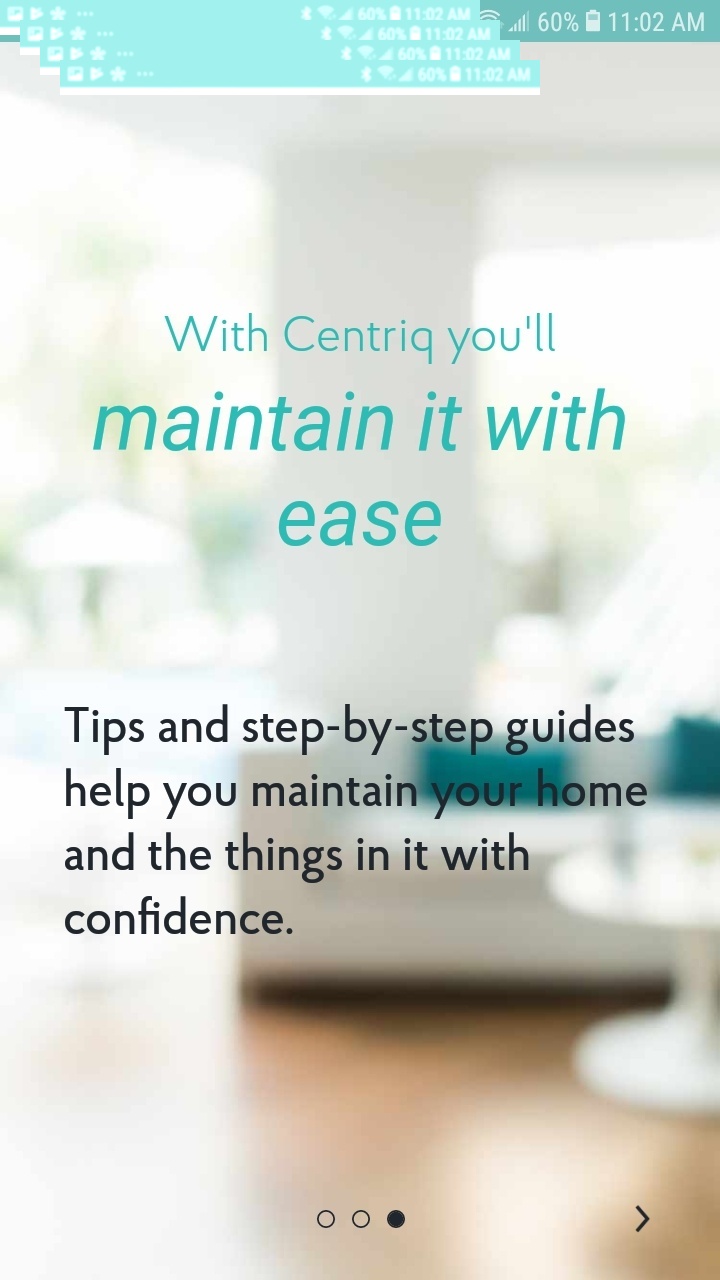 60% 11:02 AM 60% 11:02 AM
60% 11:02 AM
60% 11:02 AM
60% 11:02 AM
With Centriq you'll
maintain it with
ease
Tips and step-by-step guides
help you maintain your home
and the things in it with
confidence.